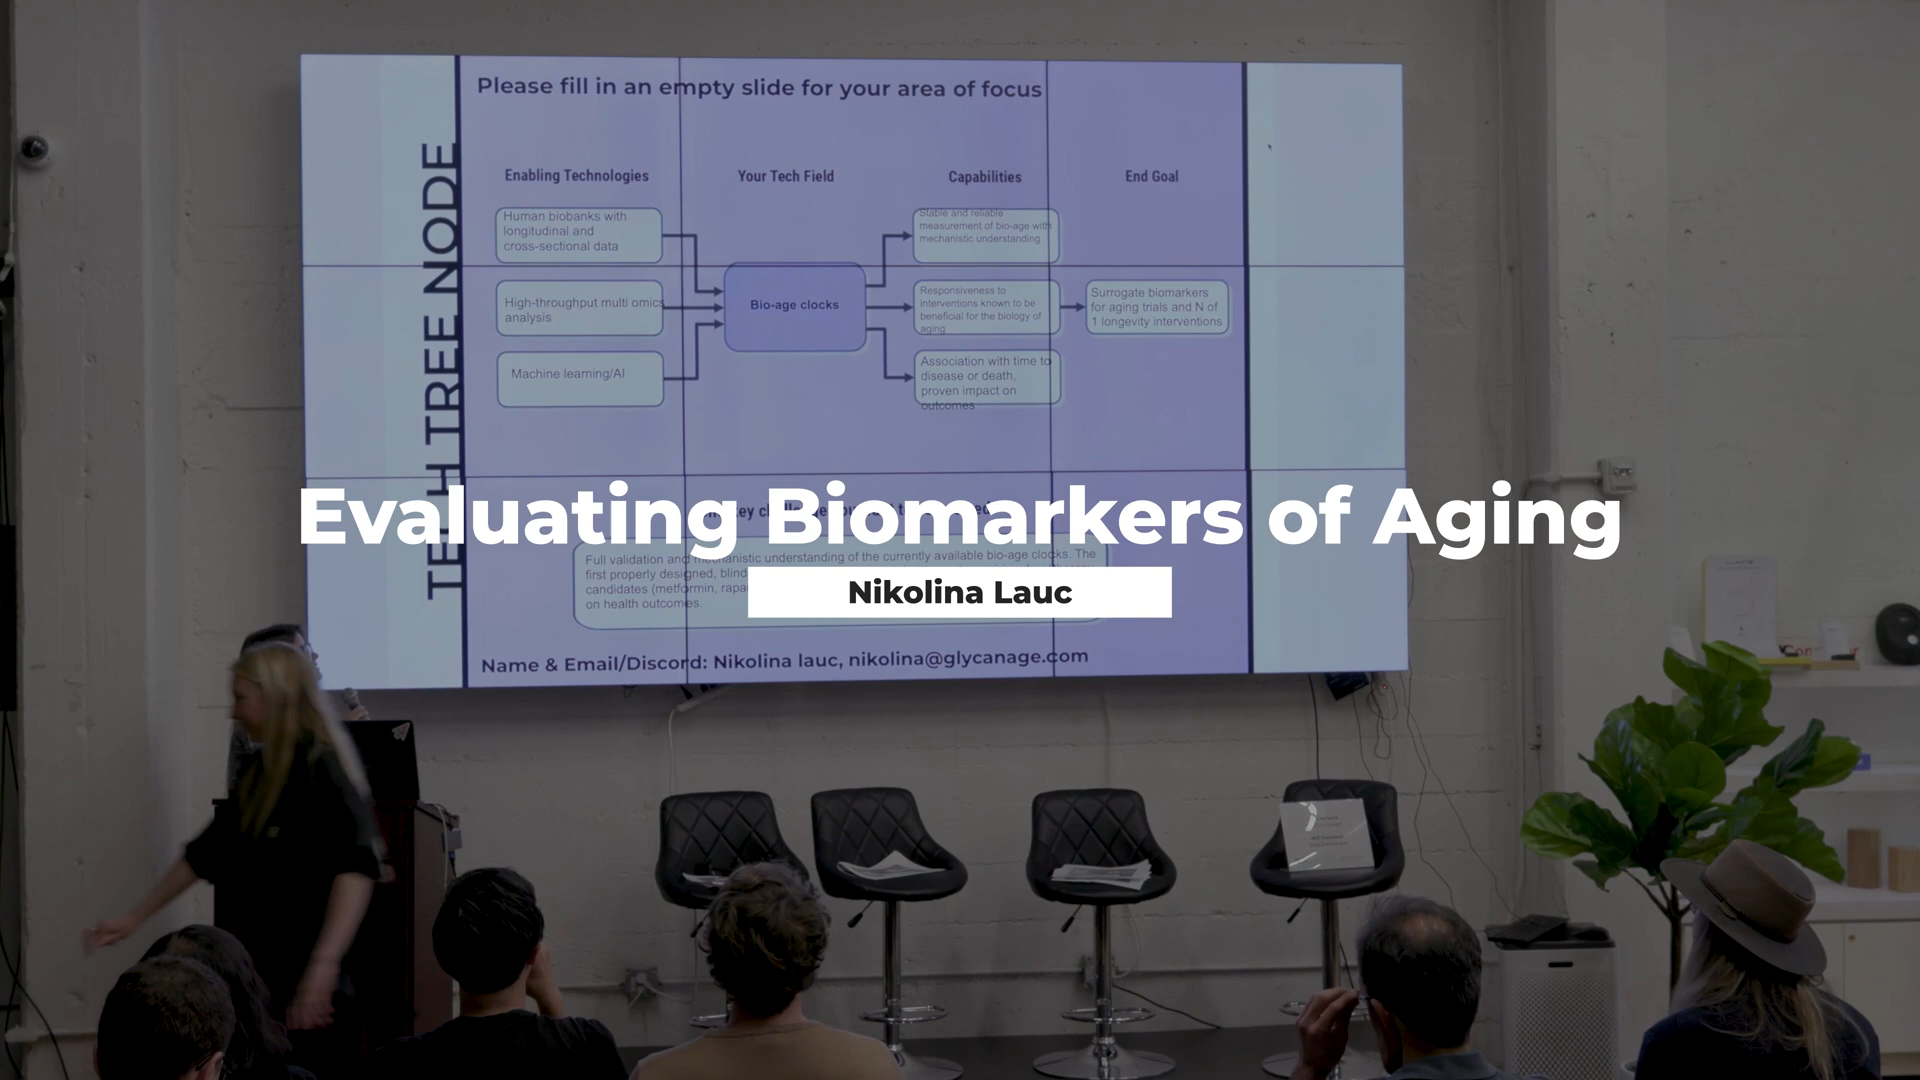 Please fill in an empty slide for your area of focus
TECH TREE NODE
Enabling Technologies
Your Tech Field
Capabilities
End Goal
Human biobanks with
longitudinal and
cross-sectional data
High-throughput multi omics
analysis
Machine learning/AI
Bio-age clocks
Stable and reliable
measurement of bio-age with
mechanistic understanding
Responsiveness to
interventions known to be
beneficial for the biology of
aging
Association with time to
disease or death,
proven impact on
outcomes
Surrogate biomarkers
for aging trials and N of
1 longevity interventions
Evaluating Biomarkers of Aging
Nikolina Lauc
Full validation and mechanistic understanding of the currently available bio-age clocks. The
first properly designed, blind
candidates (metformin, rapa
on health outcomes.
Name & Email/Discord: Nikolina lauc, nikolina@glycanage.com